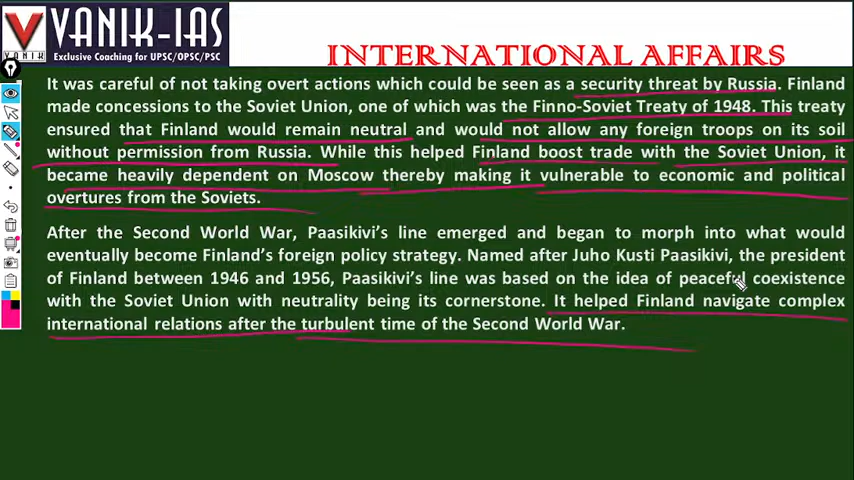 VANIK-IAS
VANIK
Exclusive Coaching for UPSC/OPSC/PSC
INTERNATIONAL AFFAIRS
It was careful of not taking overt actions which could be seen as a security threat by Russia. Finland
made concessions to the Soviet Union, one of which was the Finno-Soviet Treaty of 1948. This treaty
ensured that Finland would remain neutral and would not allow any foreign troops on its soil
without permission from Russia. While this helped Finland boost trade with the Soviet Union, it
became heavily dependent on Moscow thereby making it vulnerable to economic and political
overtures from the Soviets.
After the Second World War, Paasikivi's line emerged and began to morph into what would
eventually become Finland's foreign policy strategy. Named after Juho Kusti Paasikivi, the president
of Finland between 1946 and 1956, Paasikivi's line was based on the idea of peaceful coexistence
with the Soviet Union with neutrality being its cornerstone. It helped Finland navigate complex
international relations after the turbulent time of the Second World War.